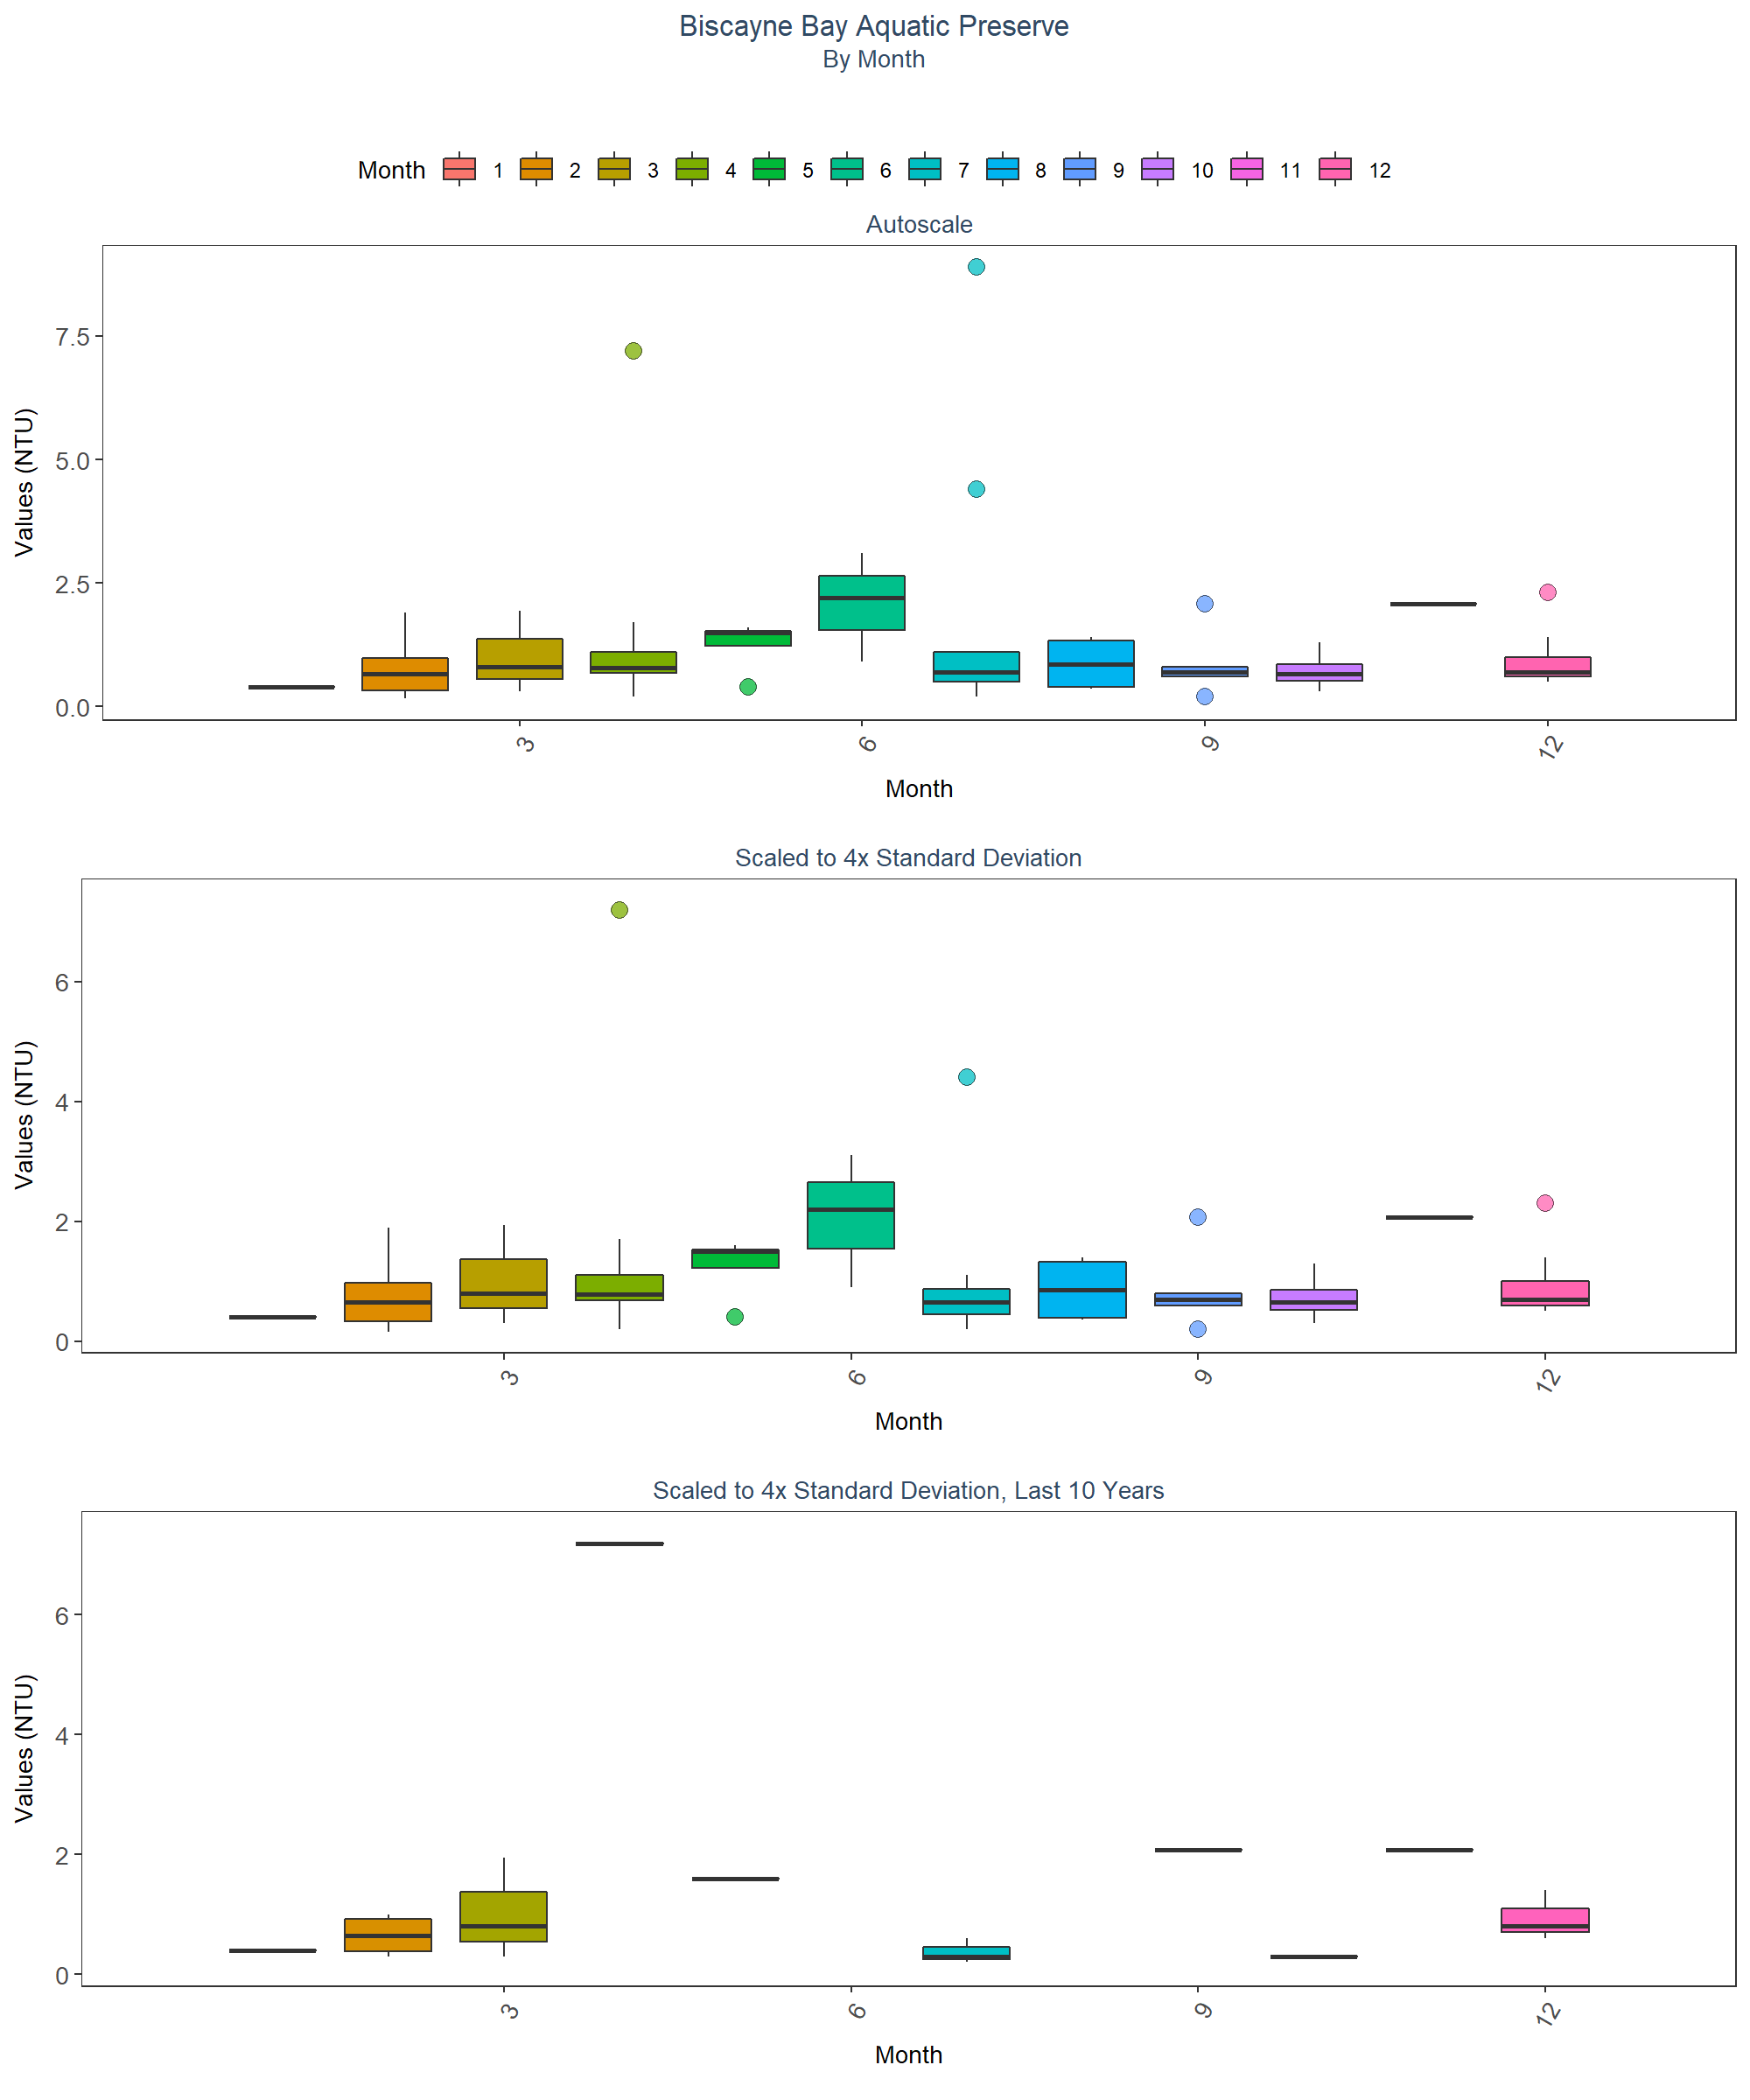 Biscayne Bay Aquatic Preserve
By Month
Month 1 2 3 4 5 6 7 8 9 10 11 12
Autoscale
Values (NTU)
7.5
5.0
2.5
0.0
3 6 9 12
Month
Scaled to 4x Standard Deviation
Values (NTU)
6
4
2
0
3 6 9 12
Month
Scaled to 4x Standard Deviation, Last 10 Years
Values (NTU)
6
4
2
0
3 6 9 12
Month